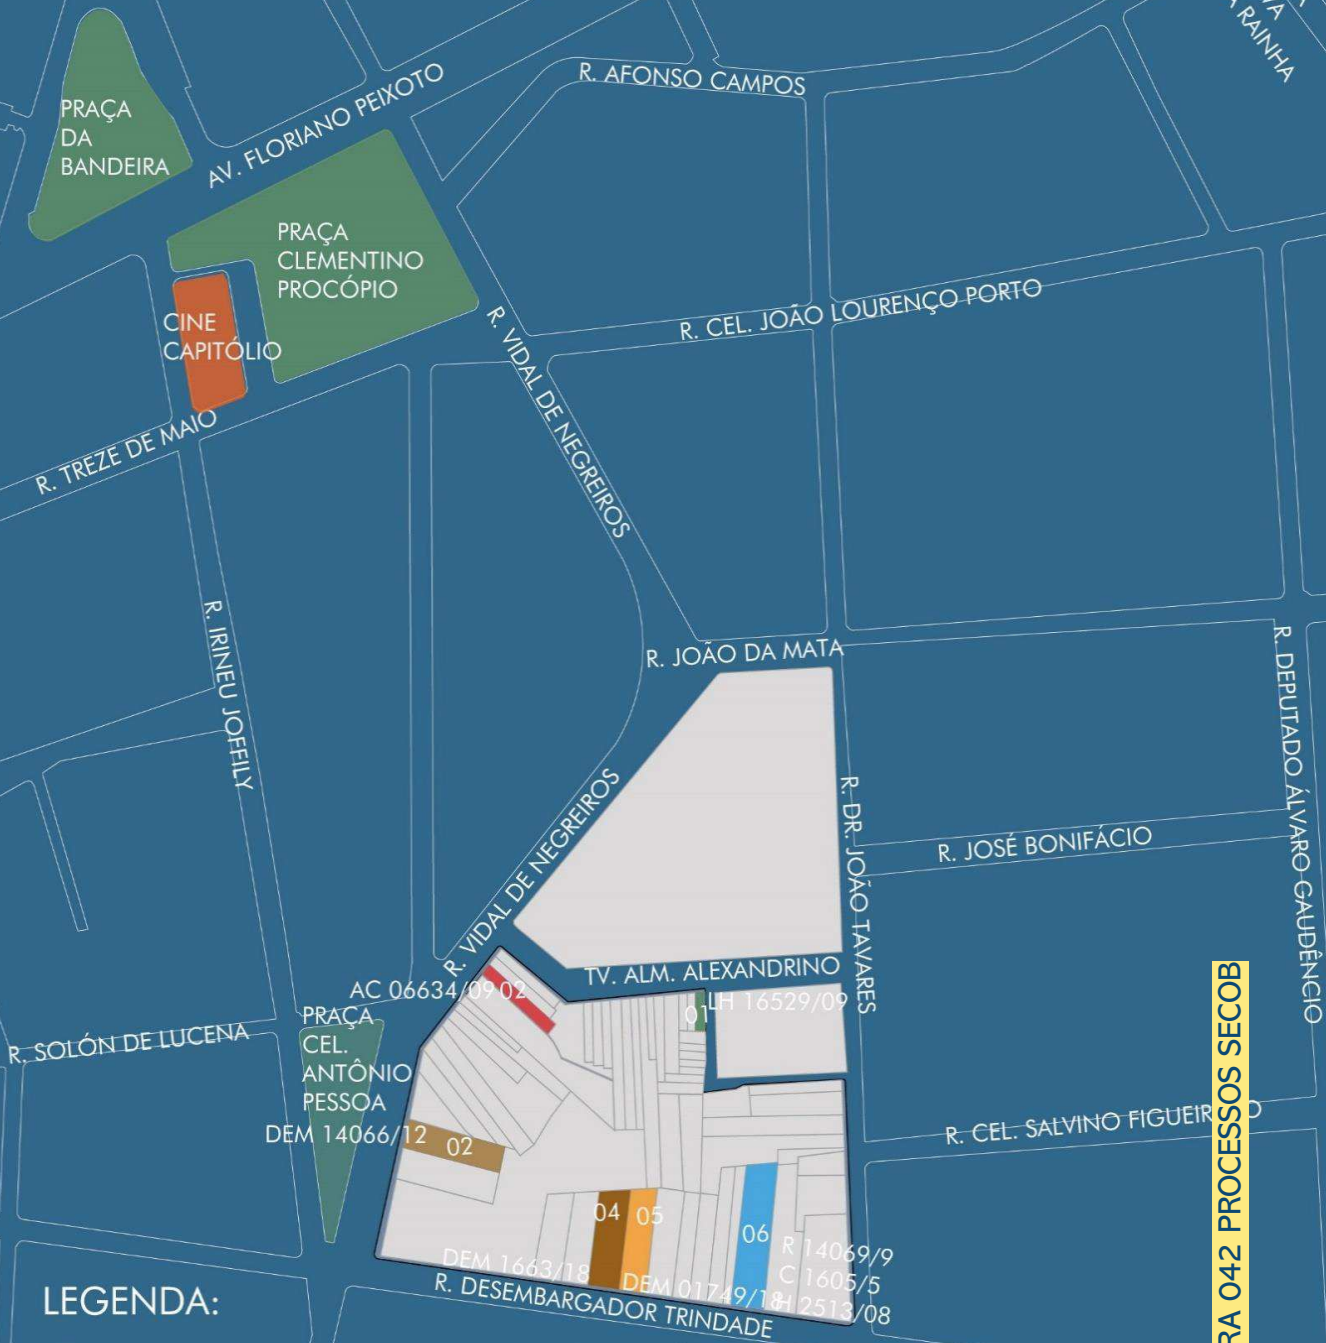 RAINHA
R. AFONSO CAMPOS
AV. FLORIANO PEIXOTO
PRAÇA
DA
BANDEIRA
PRAÇA
CLEMENTINO
PROCÓPIO
R. CEL. JOÃO LOURENÇO PORTO
CINE
CAPITÓLIO
R. VIDAL DE NEGREIROS
R. TREZE DE MAIO
R. IRINEU JOFFILY
R. JOÃO DA MATA
R. DEPUTADO ÁLVARO GAUDÊNCIO
R. VIDAL DE NEGREIROS
R. DR. JOÃO TAVARES
R. JOSÉ BONIFÁCIO
TV. ALM. ALEXANDRINO
AC 06634/09 02
01 LH 16529/09
PRAÇA
CEL.
ANTÔNIO
PESSOA
R. SOLÓN DE LUCENA
DEM 14066/12
02
R. CEL. SALVINO FIGUEIR O
04
05
06
R 14069/9
C 1605/5
H 2513/08
DEM 1663/18
DEM 01749/18
R. DESEMBARGADOR TRINDADE
LEGENDA:
RA 042 PROCESSOS SECOB